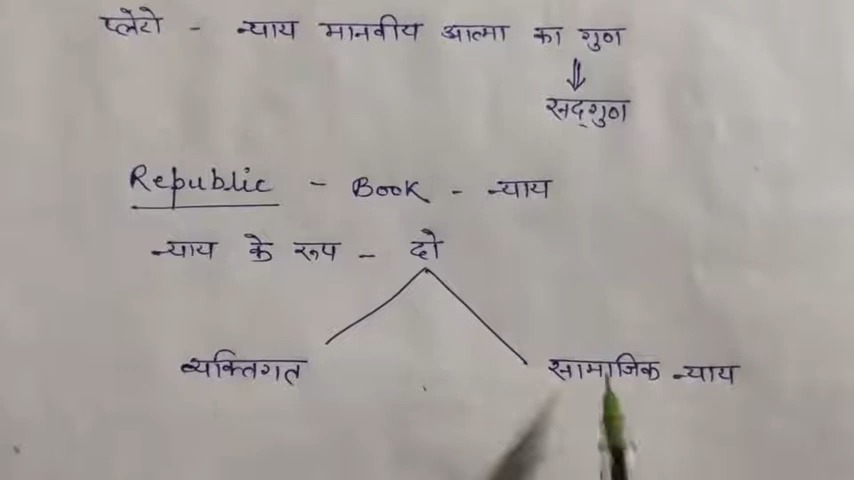 प्लेटो - न्याय मानवीय आत्मा का गुण
⇓
सद्गुण
Republic - Book - न्याय
न्याय के रूप - दो
व्यक्तिगत सामाजिक न्याय